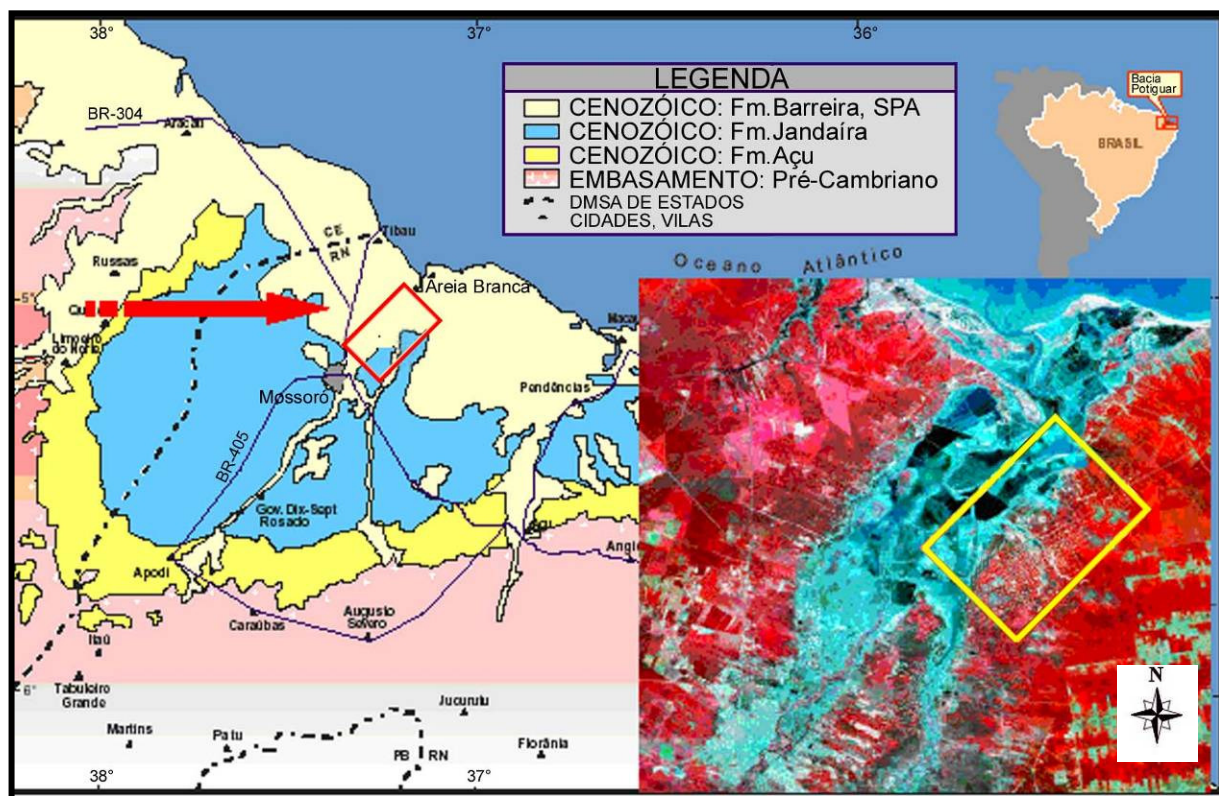 38°
37°
36°
LEGENDA
CENOZÓICO: Fm.Barreira, SPA
CENOZÓICO: Fm.Jandaíra
CENOZÓICO: Fm.Açu
EMBASAMENTO: Pré-Cambriano
DMSA DE ESTADOS
CIDADES, VILAS
Bacia
Potiguar
BRASIL
BR-304
Aracati
CE
RN
Tibau
Oceano Atlântico
Russas
Areia Branca
5°
Limoeiro
do Norte
Macau
Mossoró
Pendências
BR-405
Gov. Dix-Sept
Rosado
Apodi
Caraúbas
Augusto
Severo
Itaú
6°
Tabuleiro
Grande
Jucurutu
Martins
Patu
PB
RN
Florânia
N
38°
37°